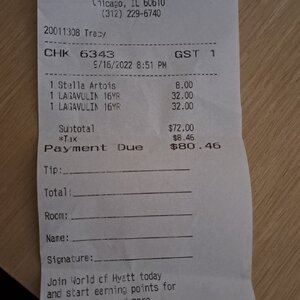 Chicago, IL 60610
(312) 229-6740
20011308 Tracy
CHK 6343 GST 1
9/16/2022 8:51 PM
1 Stella Artois 8.00
1 LAGAVULIN 16YR 32.00
1 LAGAVULIN 16YR 32.00
Subtotal $72.00
*Tax $8.46
Payment Due $80.46
Tip:
Total:
Room:
Name:
Signature:
Join World of Hyatt today
and start earning points for